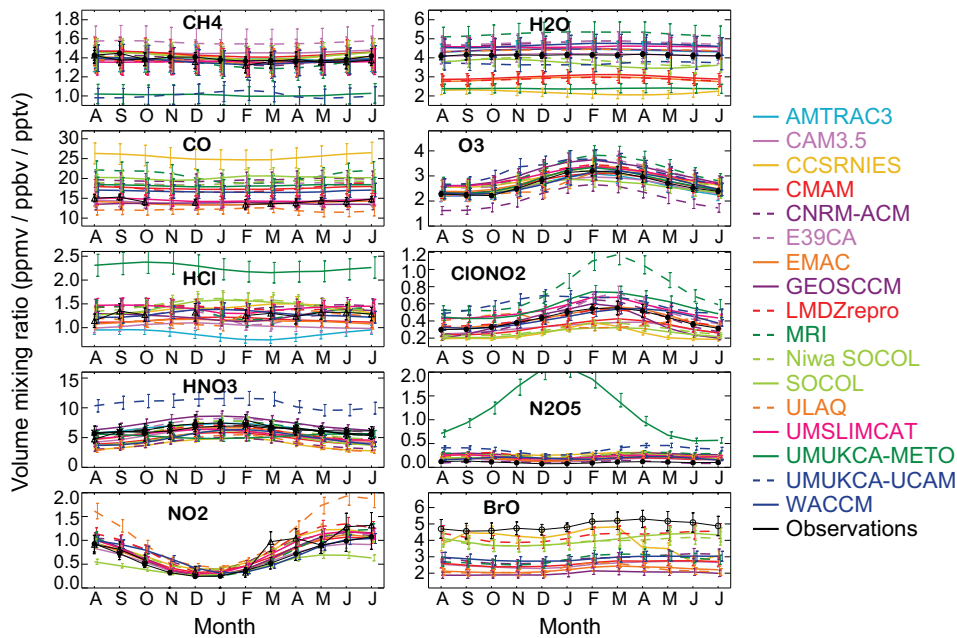 Volume mixing ratio (ppmv / ppbv / pptv)
CH4
1.8
1.6
1.4
1.2
1.0
A S O N D J F M A M J J
H2O
6
5
4
3
2
A S O N D J F M A M J J
CO
30
25
20
15
10
A S O N D J F M A M J J
O3
4
3
2
1
A S O N D J F M A M J J
HCl
2.5
2.0
1.5
1.0
A S O N D J F M A M J J
ClONO2
1.2
1.0
0.8
0.6
0.4
0.2
A S O N D J F M A M J J
HNO3
15
10
5
0
A S O N D J F M A M J J
N2O5
2.0
1.5
1.0
0.5
0.0
A S O N D J F M A M J J
NO2
2.0
1.5
1.0
0.5
0.0
A S O N D J F M A M J J
Month
BrO
6
5
4
3
2
A S O N D J F M A M J J
Month
AMTRAC3
CAM3.5
CCSRNIES
CMAM
CNRM-ACM
E39CA
EMAC
GEOSCCM
LMDZrepro
MRI
Niwa SOCOL
SOCOL
ULAQ
UMSLIMCAT
UMUKCA-METO
UMUKCA-UCAM
WACCM
Observations